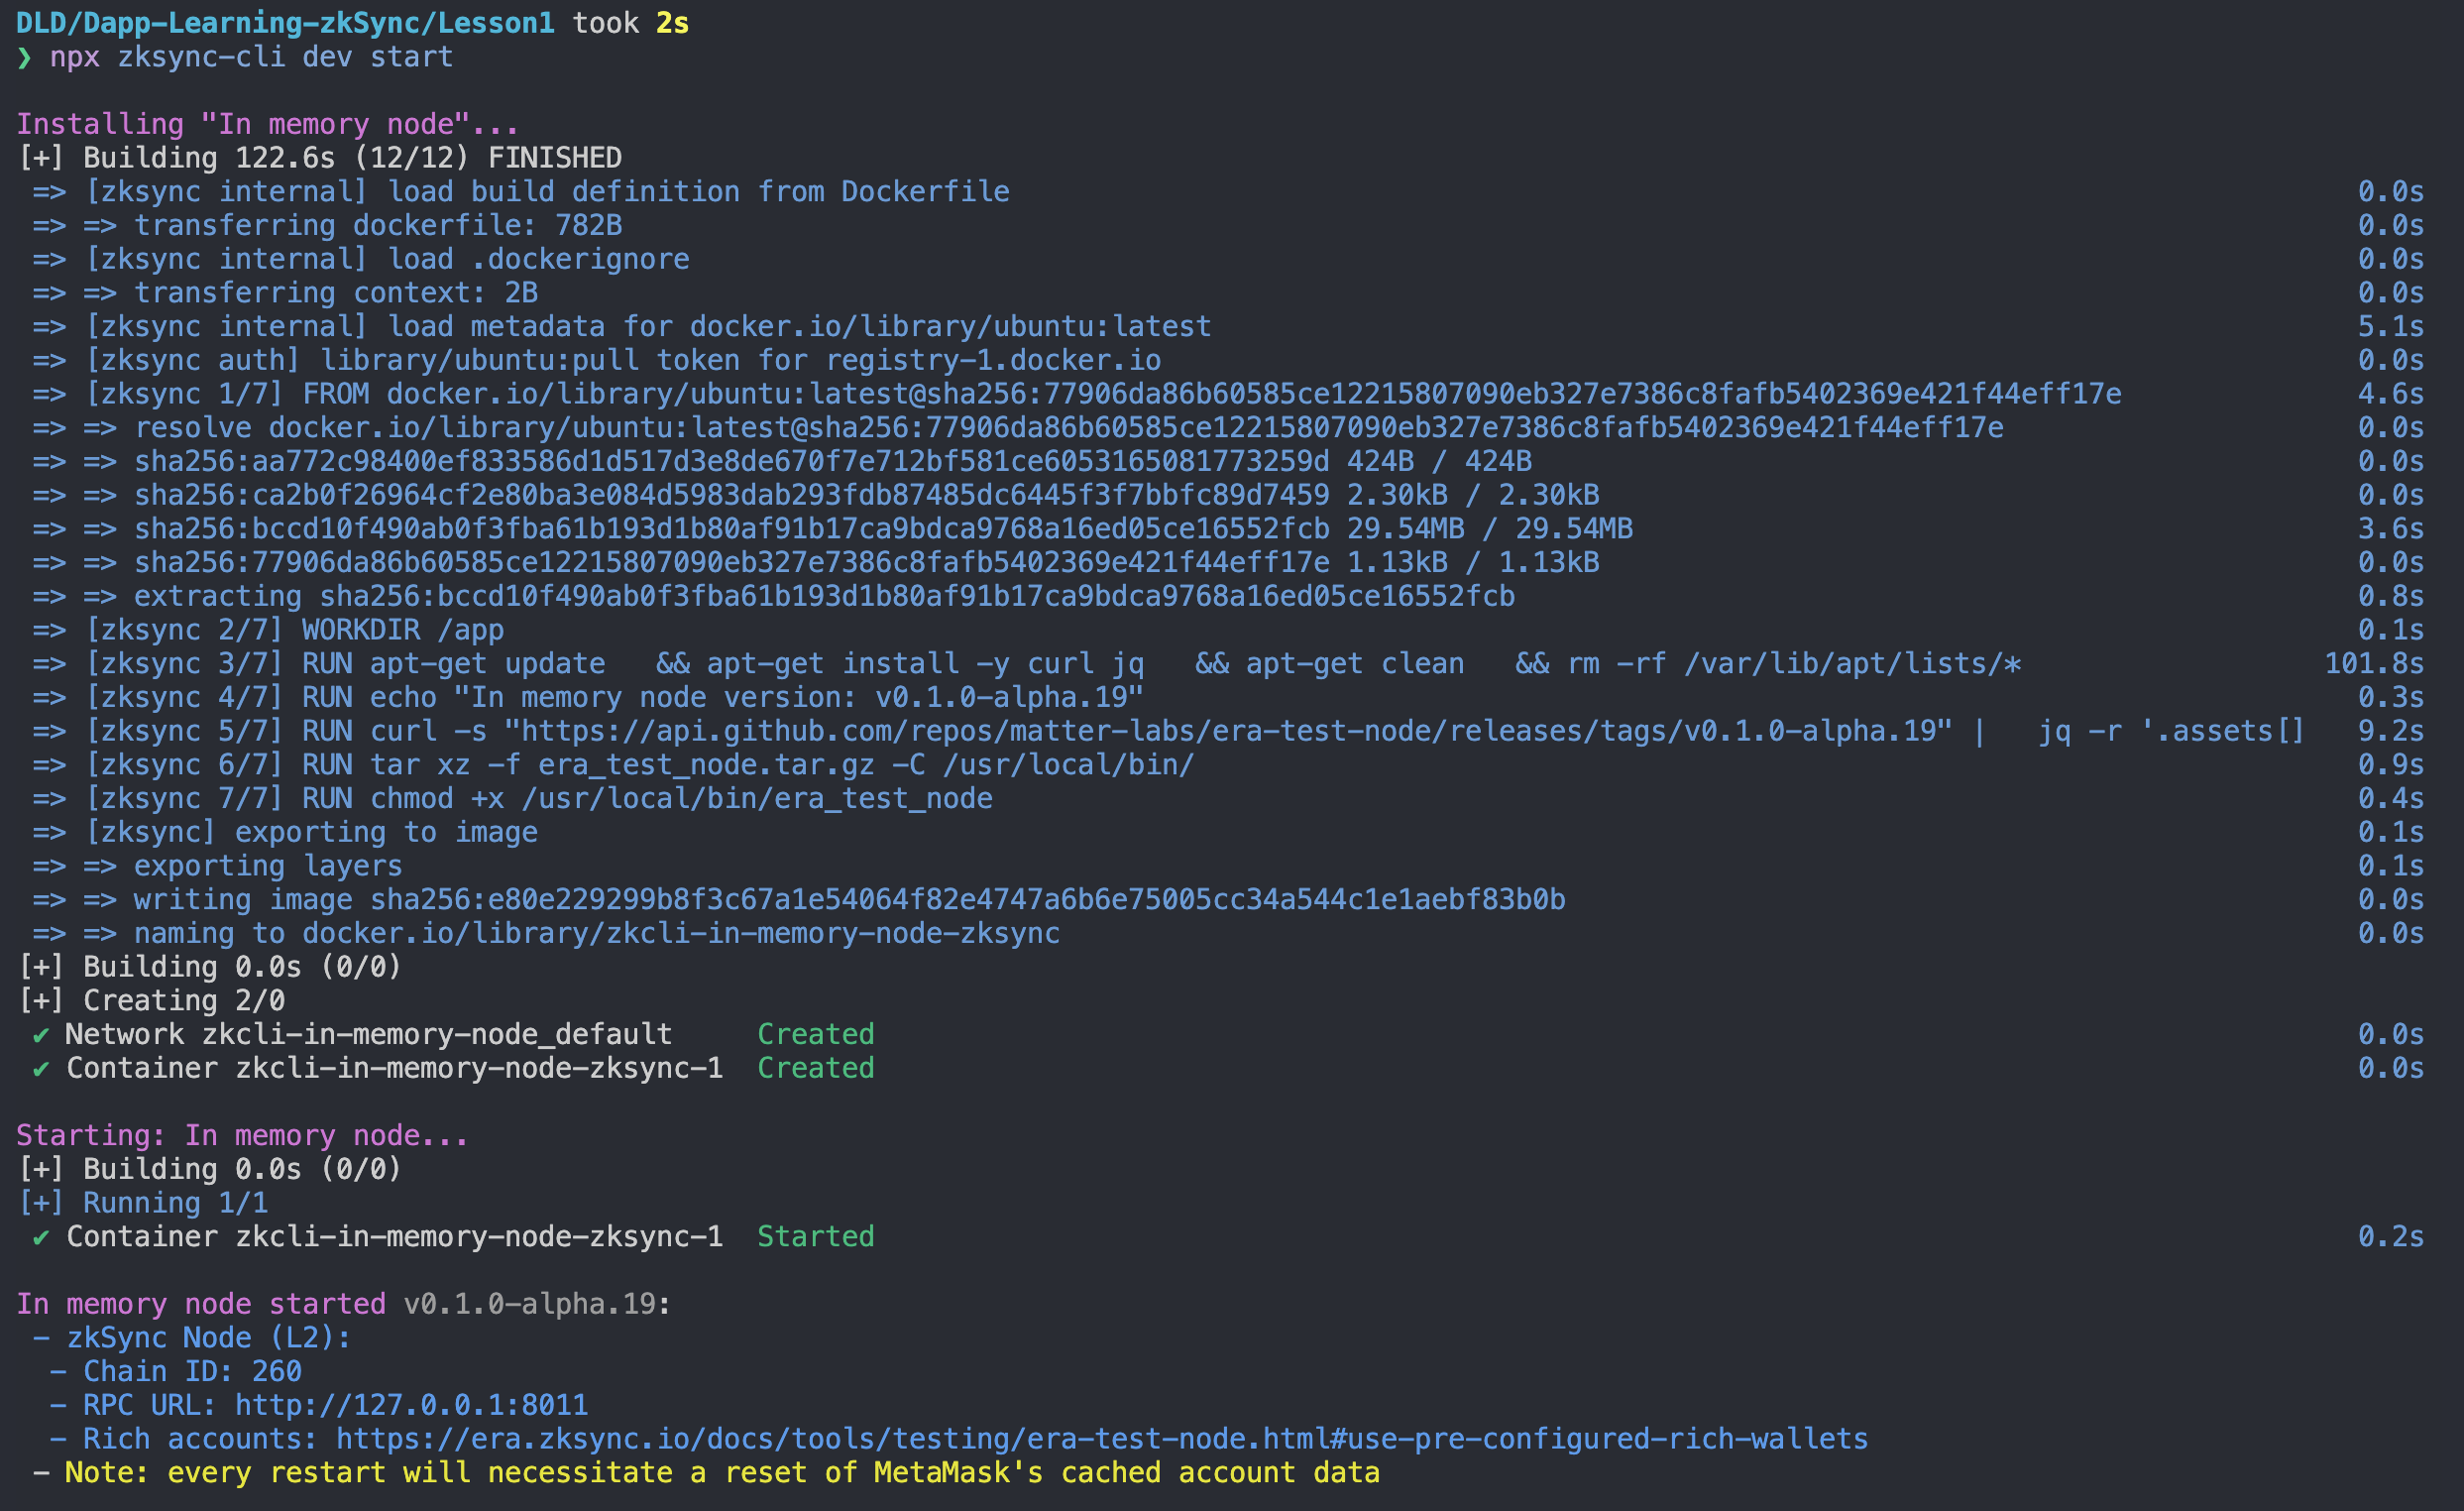 DLD/Dapp-Learning-zkSync/Lesson1 took 2s
❯ npx zksync-cli dev start
Installing "In memory node"...
[+] Building 122.6s (12/12) FINISHED
=> [zksync internal] load build definition from Dockerfile 0.0s
=> => transferring dockerfile: 782B 0.0s
=> [zksync internal] load .dockerignore 0.0s
=> => transferring context: 2B 0.0s
=> [zksync internal] load metadata for docker.io/library/ubuntu:latest 5.1s
=> [zksync auth] library/ubuntu:pull token for registry-1.docker.io 0.0s
=> [zksync 1/7] FROM docker.io/library/ubuntu:latest@sha256:77906da86b60585ce12215807090eb327e7386c8fafb5402369e421f44eff17e 4.6s
=> => resolve docker.io/library/ubuntu:latest@sha256:77906da86b60585ce12215807090eb327e7386c8fafb5402369e421f44eff17e 0.0s
=> => sha256:aa772c98400ef833586d1d517d3e8de670f7e712bf581ce6053165081773259d 424B / 424B 0.0s
=> => sha256:ca2b0f26964cf2e80ba3e084d5983dab293fdb87485dc6445f3f7bbfc89d7459 2.30kB / 2.30kB 0.0s
=> => sha256:bccd10f490ab0f3fba61b193d1b80af91b17ca9bdca9768a16ed05ce16552fcb 29.54MB / 29.54MB 3.6s
=> => sha256:77906da86b60585ce12215807090eb327e7386c8fafb5402369e421f44eff17e 1.13kB / 1.13kB 0.0s
=> => extracting sha256:bccd10f490ab0f3fba61b193d1b80af91b17ca9bdca9768a16ed05ce16552fcb 0.8s
=> [zksync 2/7] WORKDIR /app 0.1s
=> [zksync 3/7] RUN apt-get update   && apt-get install -y curl jq   && apt-get clean   && rm -rf /var/lib/apt/lists/* 101.8s
=> [zksync 4/7] RUN echo "In memory node version: v0.1.0-alpha.19" 0.3s
=> [zksync 5/7] RUN curl -s "https://api.github.com/repos/matter-labs/era-test-node/releases/tags/v0.1.0-alpha.19" |   jq -r '.assets[] 9.2s
=> [zksync 6/7] RUN tar xz -f era_test_node.tar.gz -C /usr/local/bin/ 0.9s
=> [zksync 7/7] RUN chmod +x /usr/local/bin/era_test_node 0.4s
=> [zksync] exporting to image 0.1s
=> => exporting layers 0.1s
=> => writing image sha256:e80e229299b8f3c67a1e54064f82e4747a6b6e75005cc34a544c1e1aebf83b0b 0.0s
=> => naming to docker.io/library/zkcli-in-memory-node-zksync 0.0s
[+] Building 0.0s (0/0)
[+] Creating 2/0
✔ Network zkcli-in-memory-node_default Created 0.0s
✔ Container zkcli-in-memory-node-zksync-1 Created 0.0s
Starting: In memory node...
[+] Building 0.0s (0/0)
[+] Running 1/1
✔ Container zkcli-in-memory-node-zksync-1 Started 0.2s
In memory node started v0.1.0-alpha.19:
- zkSync Node (L2):
- Chain ID: 260
- RPC URL: http://127.0.0.1:8011
- Rich accounts: https://era.zksync.io/docs/tools/testing/era-test-node.html#use-pre-configured-rich-wallets
- Note: every restart will necessitate a reset of MetaMask's cached account data